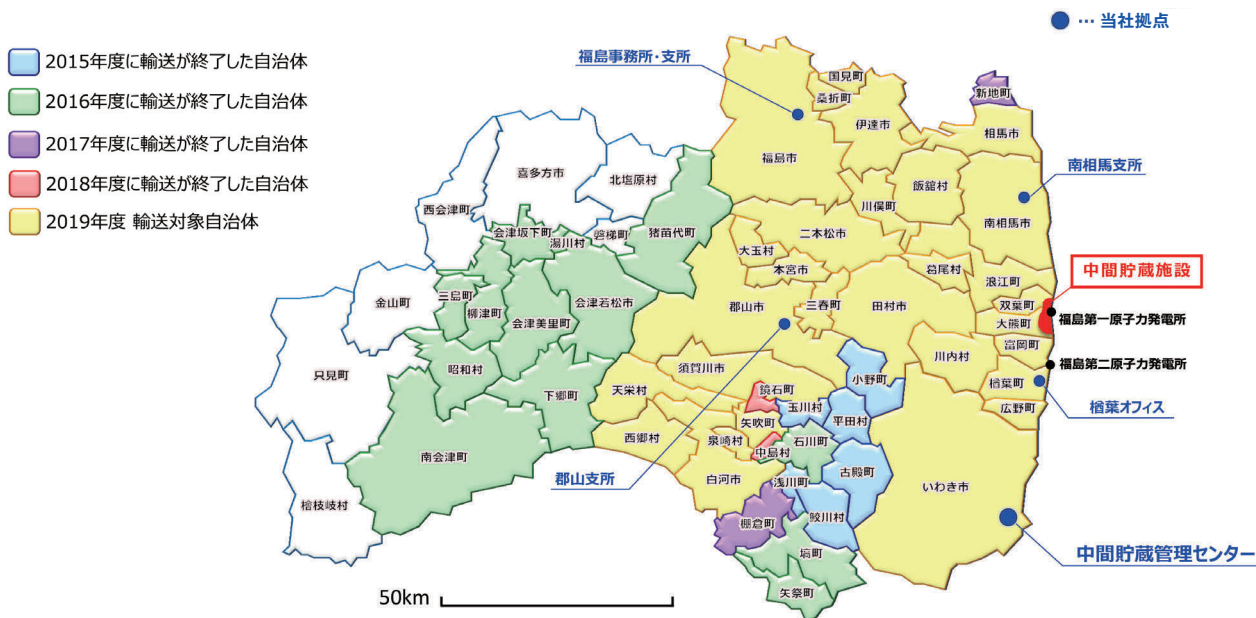 ● … 当社拠点
2015年度に輸送が終了した自治体
2016年度に輸送が終了した自治体
2017年度に輸送が終了した自治体
2018年度に輸送が終了した自治体
2019年度 輸送対象自治体
福島事務所・支所
国見町
桑折町
新地町
伊達市
相馬市
福島市
南相馬支所
喜多方市
北塩原村
飯舘村
川俣町
南相馬市
西会津町
会津坂下町
湯川村
磐梯町
猪苗代町
二本松市
大玉村
本宮市
葛尾村
浪江町
中間貯蔵施設
金山町
三島町
柳津町
会津若松市
会津美里町
郡山市
三春町
田村市
双葉町
大熊町
福島第一原子力発電所
富岡町
川内村
福島第二原子力発電所
只見町
昭和村
下郷町
須賀川市
天栄村
鏡石町
小野町
楢葉町
玉川村
平田村
広野町
楢葉オフィス
矢吹町
西郷村
泉崎村
中島村
石川町
南会津町
郡山支所
白河市
浅川町
古殿町
いわき市
檜枝岐村
棚倉町
鮫川村
塙町
中間貯蔵管理センター
矢祭町
50km